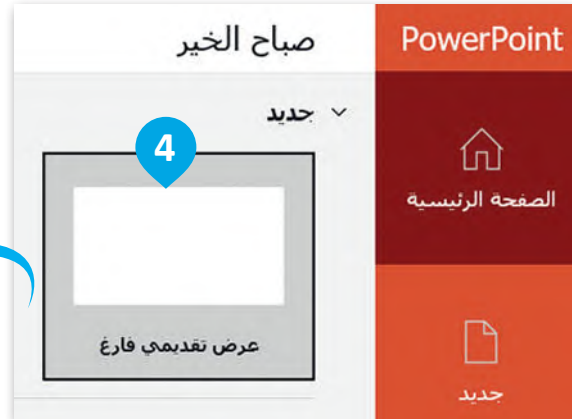 PowerPoint
الصفحة الرئيسية
جديد
صباح الخير
جديد
4
عرض تقديمي فارغ